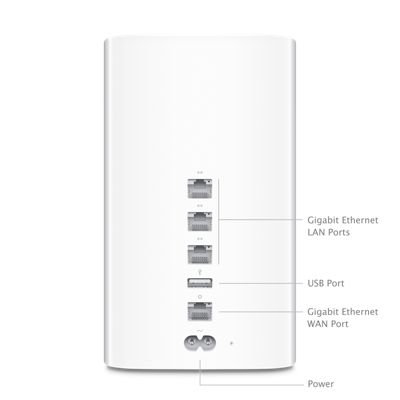 Gigabit Ethernet
LAN Ports
USB Port
Gigabit Ethernet
WAN Port
Power